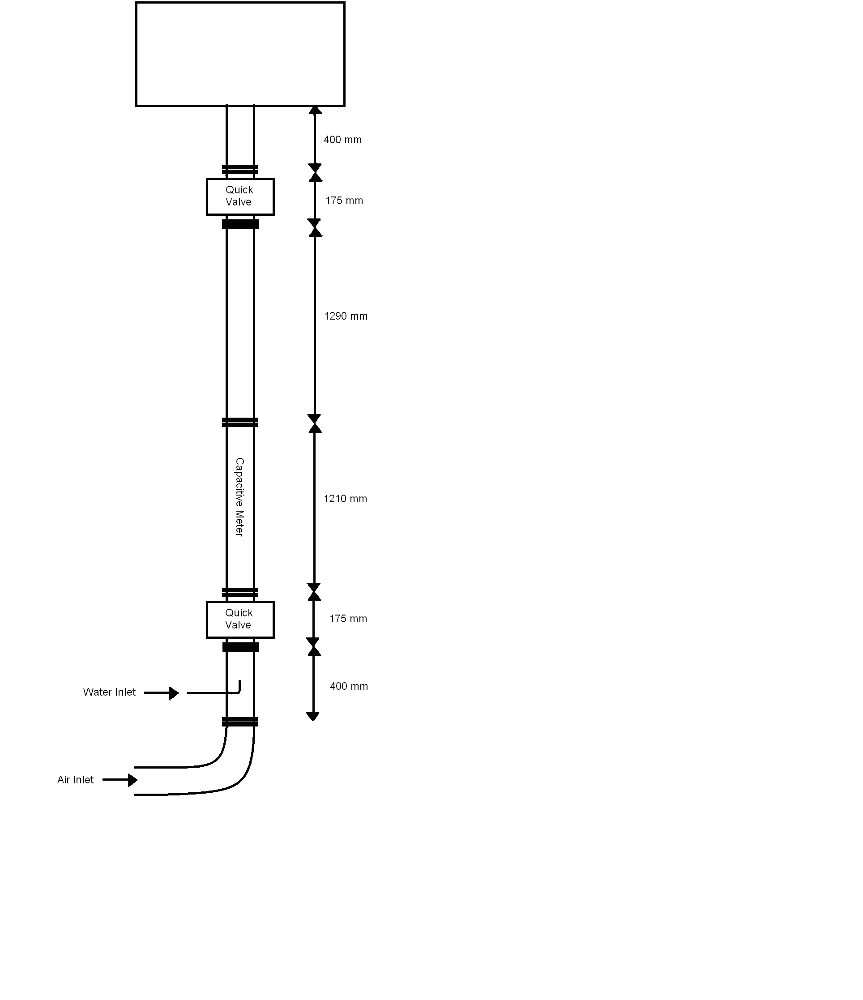 400 mm
Quick
Valve
175 mm
1290 mm
Capacitive Meter
1210 mm
Quick
Valve
175 mm
Water Inlet
400 mm
Air Inlet